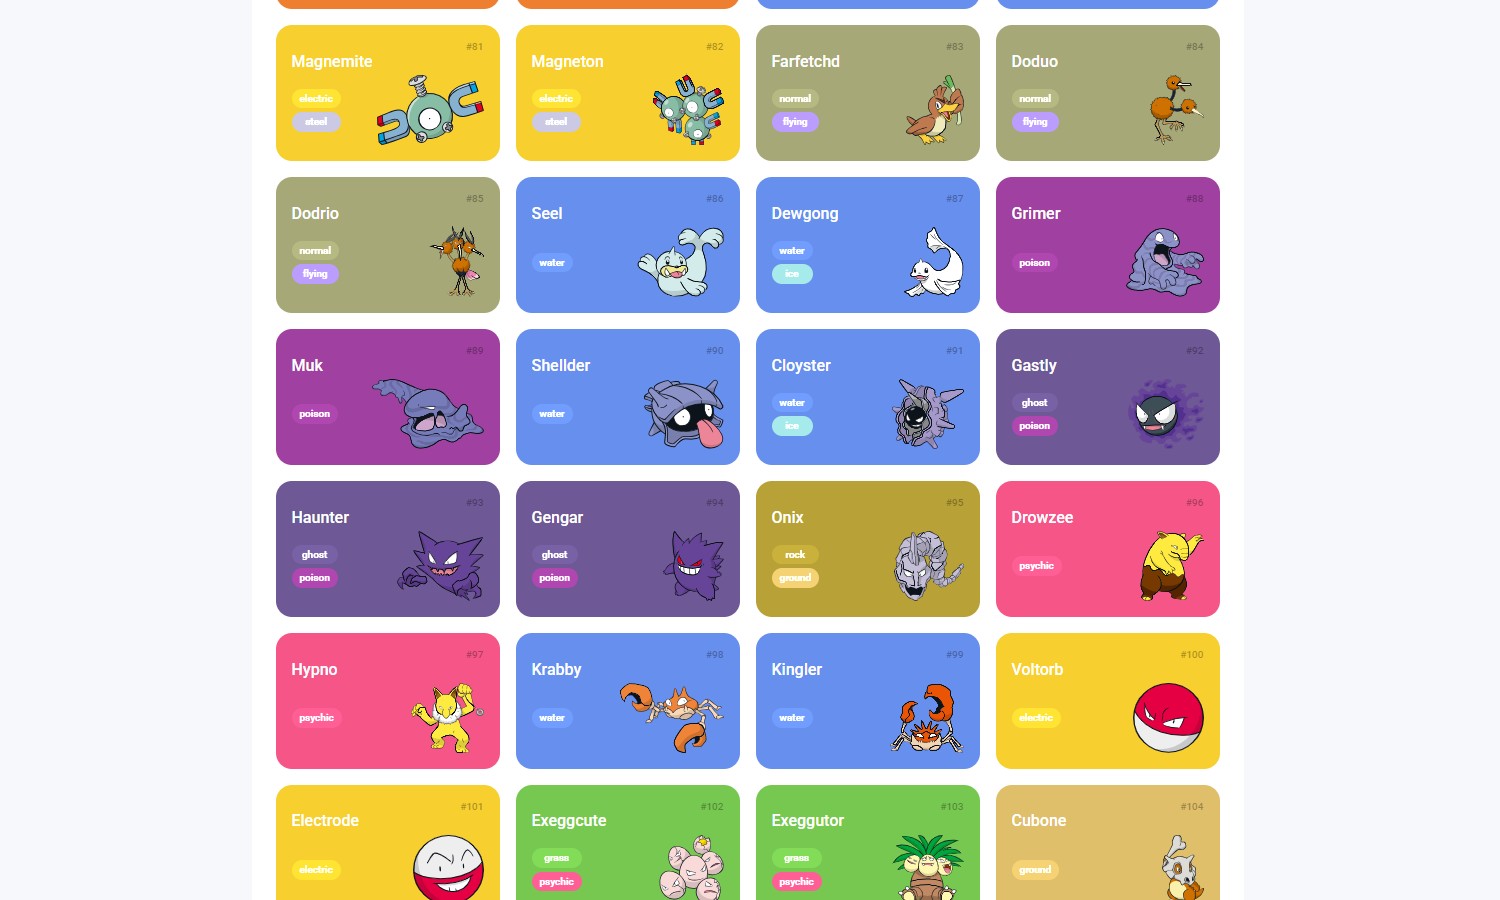 #81
Magnemite
electric
steel
#82
Magneton
electric
steel
#83
Farfetchd
normal
flying
#84
Doduo
normal
flying
#85
Dodrio
normal
flying
#86
Seel
water
#87
Dewgong
water
ice
#88
Grimer
poison
#89
Muk
poison
#90
Shellder
water
#91
Cloyster
water
ice
#92
Gastly
ghost
poison
#93
Haunter
ghost
poison
#94
Gengar
ghost
poison
#95
Onix
rock
ground
#96
Drowzee
psychic
#97
Hypno
psychic
#98
Krabby
water
#99
Kingler
water
#100
Voltorb
electric
#101
Electrode
electric
#102
Exeggcute
grass
psychic
#103
Exeggutor
grass
psychic
#104
Cubone
ground